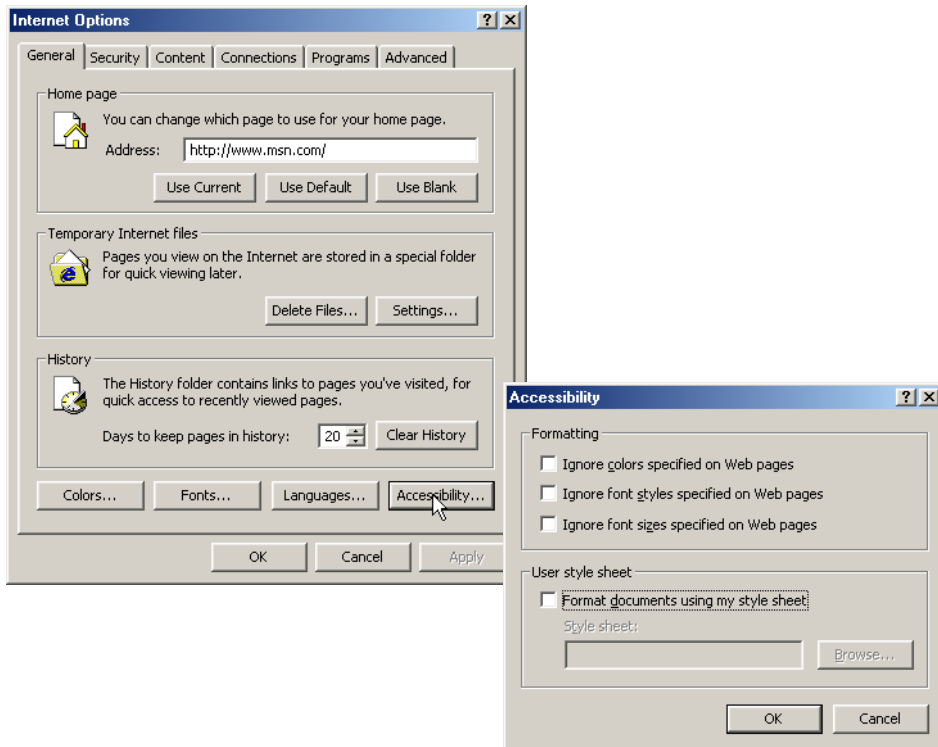 Internet Options
General Security Content Connections Programs Advanced
Home page
You can change which page to use for your home page.
Address: http://www.msn.com/
Use Current Use Default Use Blank
Temporary Internet files
Pages you view on the Internet are stored in a special folder
for quick viewing later.
Delete Files... Settings...
History
The History folder contains links to pages you've visited, for
quick access to recently viewed pages.
Days to keep pages in history: 20 Clear History
Colors... Fonts... Languages... Accessibility...
OK Cancel Apply
Accessibility
Formatting
Ignore colors specified on Web pages
Ignore font styles specified on Web pages
Ignore font sizes specified on Web pages
User style sheet
Format documents using my style sheet
Style sheet:
Browse...
OK Cancel